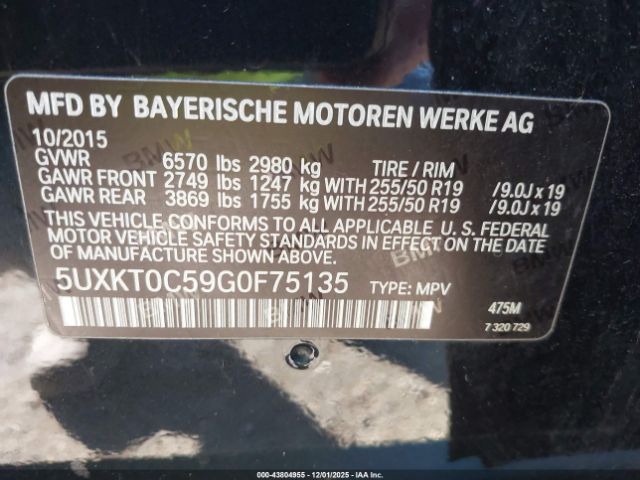 MFD BY BAYERISCHE MOTOREN WERKE AG
10/2015
GVWR 6570 lbs 2980 kg TIRE / RIM
GAWR FRONT 2749 lbs 1247 kg WITH 255/50 R19 /9.0J x 19
GAWR REAR 3869 lbs 1755 kg WITH 255/50 R19 /9.0J x 19
THIS VEHICLE CONFORMS TO ALL APPLICABLE U. S. FEDERAL
MOTOR VEHICLE SAFETY STANDARDS IN EFFECT ON THE DATE
OF MANUFACTURE SHOWN ABOVE.
5UXKT0C59G0F75135 TYPE: MPV
475M
7 320 729
000-43804955 - 12/01/2025 - IAAI - Copart, Inc.